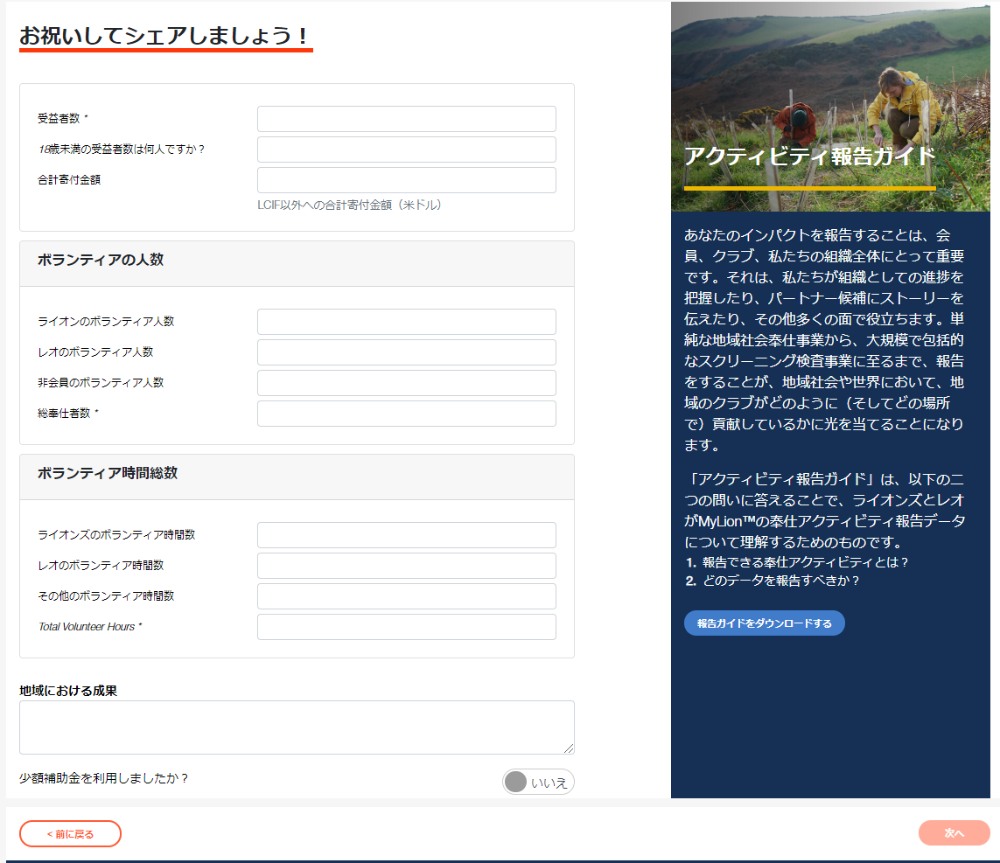 お祝いしてシェアしましょう！
受益者数 *
18歳未満の受益者数は何人ですか？
合計寄付金額
LCIF以外への合計寄付金額（米ドル）
ボランティアの人数
ライオンのボランティア人数
レオのボランティア人数
非会員のボランティア人数
総奉仕者数 *
ボランティア時間総数
ライオンズのボランティア時間数
レオのボランティア時間数
その他のボランティア時間数
Total Volunteer Hours *
地域における成果
少額補助金を利用しましたか？
いいえ
アクティビティ報告ガイド
あなたのインパクトを報告することは、会
員、クラブ、私たちの組織全体にとって重要
です。それは、私たちが組織としての進捗を
把握したり、パートナー候補にストーリーを
伝えたり、その他多くの面で役立ちます。単
純な地域社会奉仕事業から、大規模で包括的
なスクリーニング検査事業に至るまで、報告
をすることが、地域社会や世界において、地
域のクラブがどのように（そしてどの場所
で）貢献しているかに光を当てることになり
ます。
「アクティビティ報告ガイド」は、以下の二
つの問いに答えることで、ライオンズとレオ
がMyLion™の奉仕アクティビティ報告データ
について理解するためのものです。
1. 報告できる奉仕アクティビティとは？
2. どのデータを報告すべきか？
報告ガイドをダウンロードする
< 前に戻る
次へ